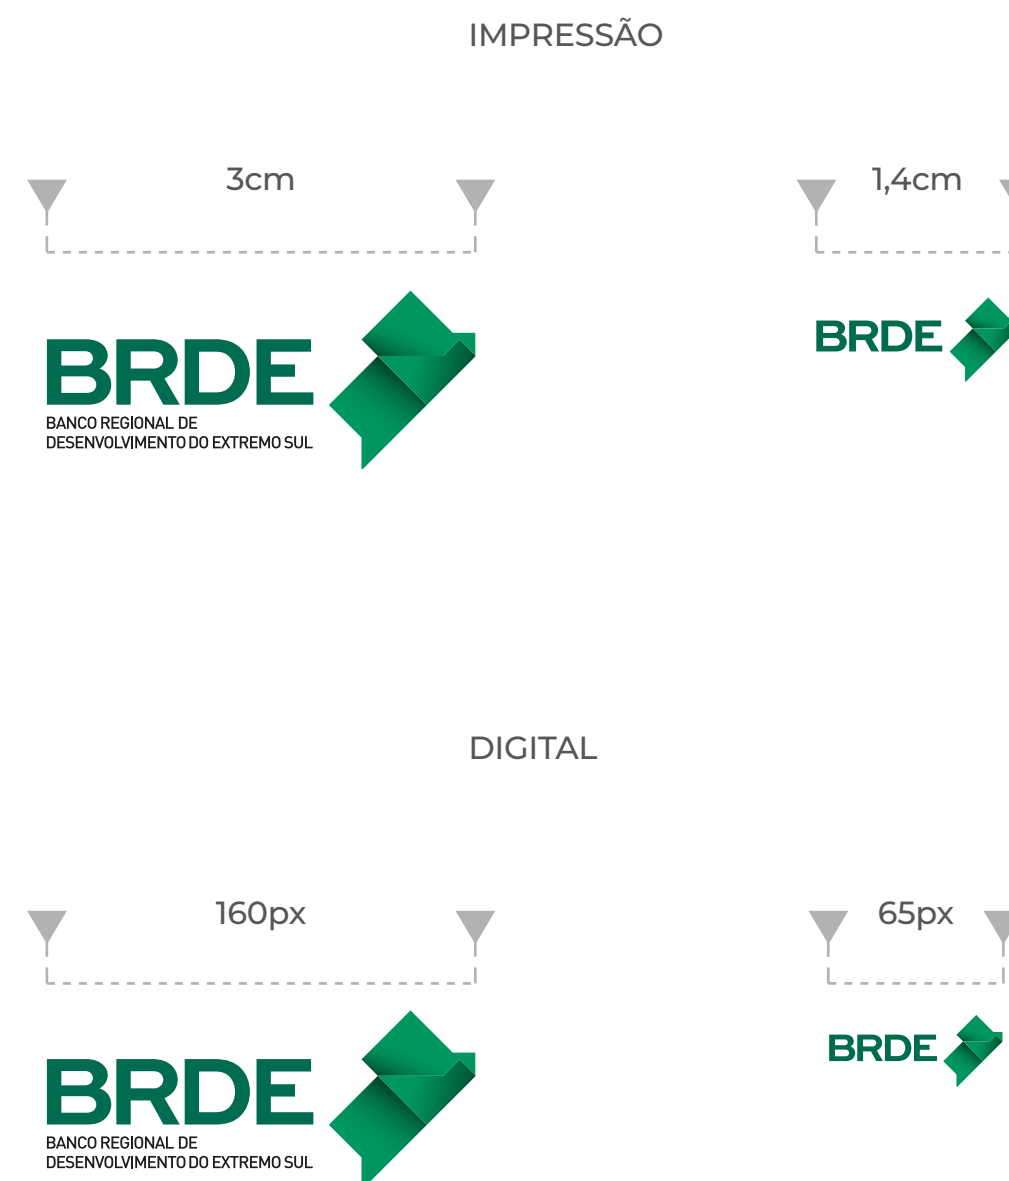 IMPRESSÃO
3cm
1,4cm
BRDE
BANCO REGIONAL DE
DESENVOLVIMENTO DO EXTREMO SUL
BRDE
DIGITAL
160px
65px
BRDE
BANCO REGIONAL DE
DESENVOLVIMENTO DO EXTREMO SUL
BRDE